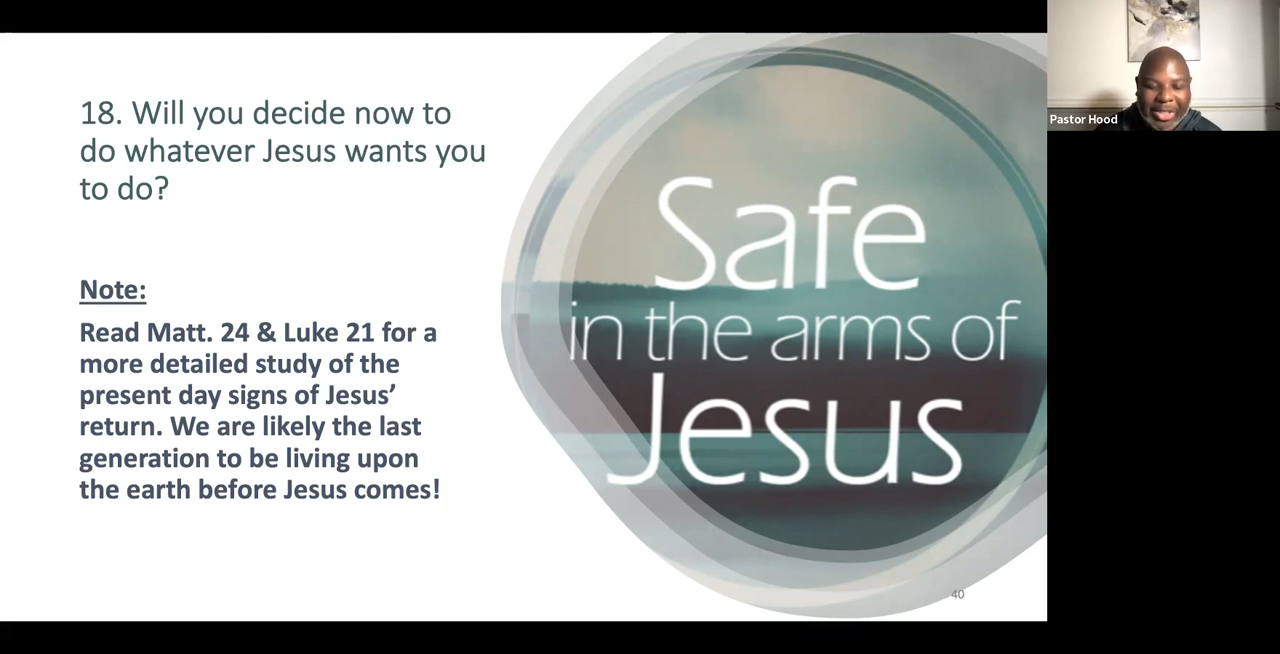 18. Will you decide now to
do whatever Jesus wants you
to do?
Note:
Read Matt. 24 & Luke 21 for a
more detailed study of the
present day signs of Jesus’
return. We are likely the last
generation to be living upon
the earth before Jesus comes!
Safe
in the arms of
Jesus
40
Pastor Hood